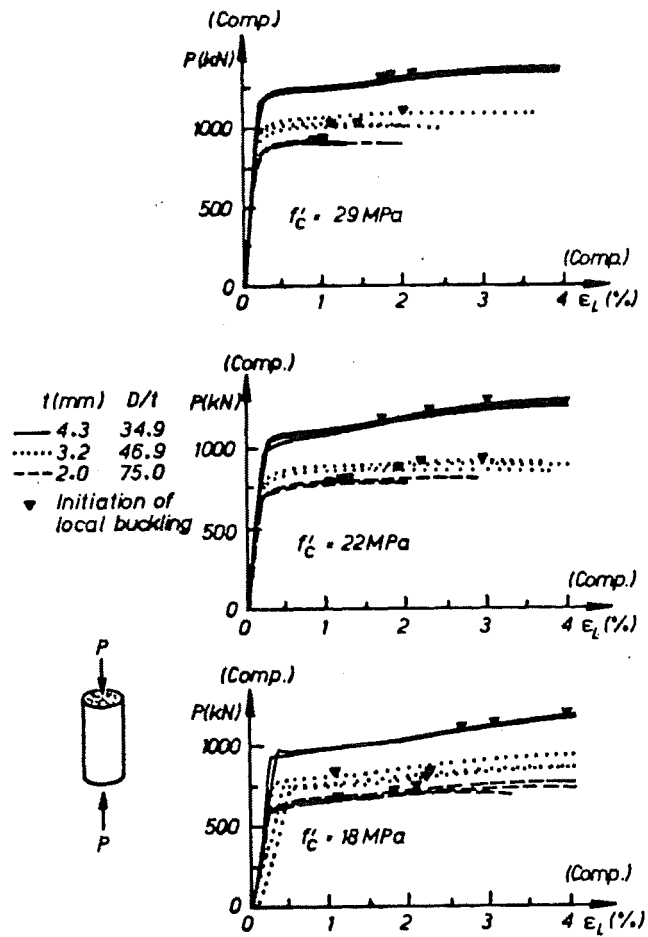 (Comp.)
P(kN)
1000
500
0
f'c = 29 MPa
(Comp.)
0 1 2 3 4 εL (%)
(Comp.)
t(mm) D/t
4.3 34.9
3.2 46.9
2.0 75.0
Initiation of
local buckling
P(kN)
1000
500
0
f'c = 22 MPa
(Comp.)
0 1 2 3 4 εL (%)
P
P
(Comp.)
P(kN)
1000
500
0
f'c = 18 MPa
(Comp.)
0 1 2 3 4 εL (%)